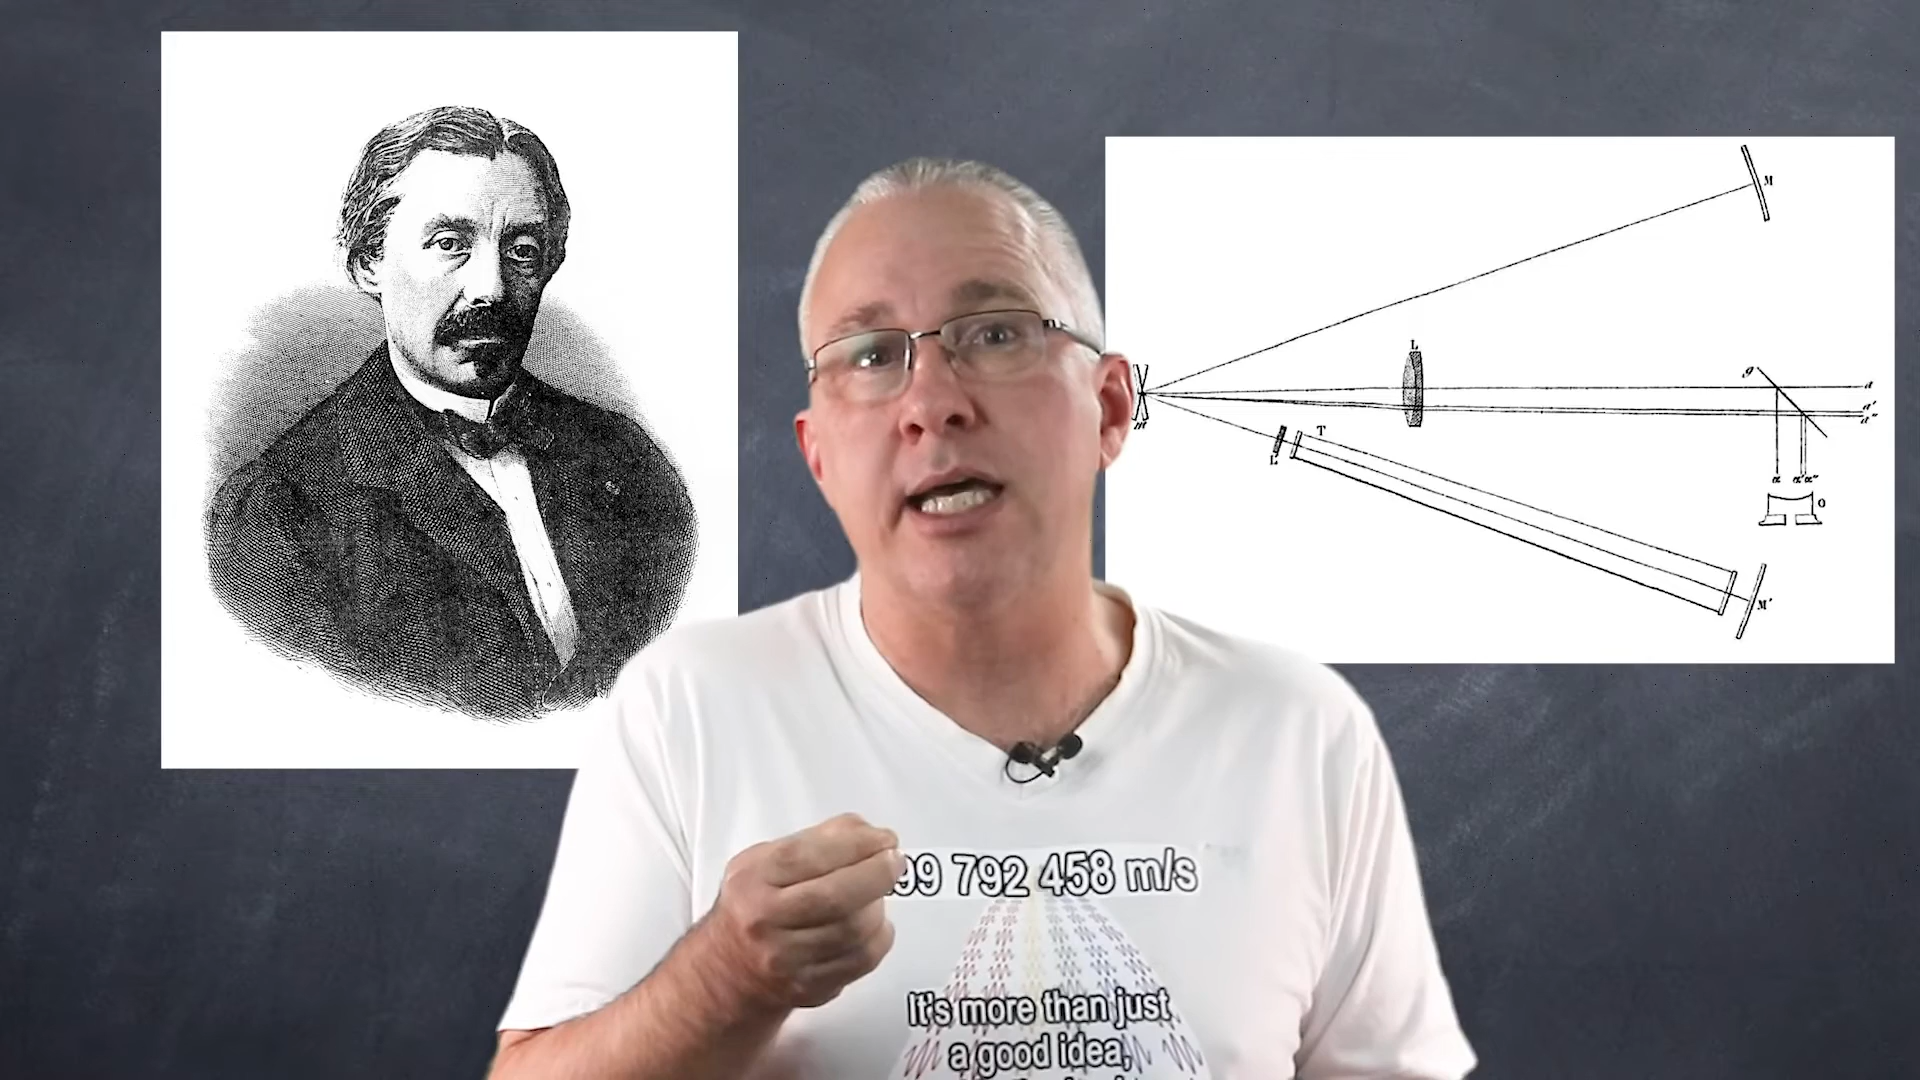 M
L
g
a
a'
a''
m
T
L'
α
α'
α''
O
M'
99 792 458 m/s
It's more than just
a good idea,